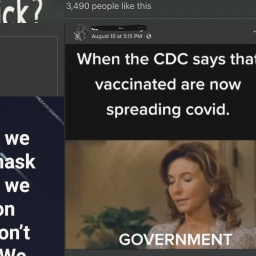 ick?
3,490 people like this
August 10 at 5:15 PM
When the CDC says that
vaccinated are now
spreading covid.
we
mask
we
on
on't
We
GOVERNMENT